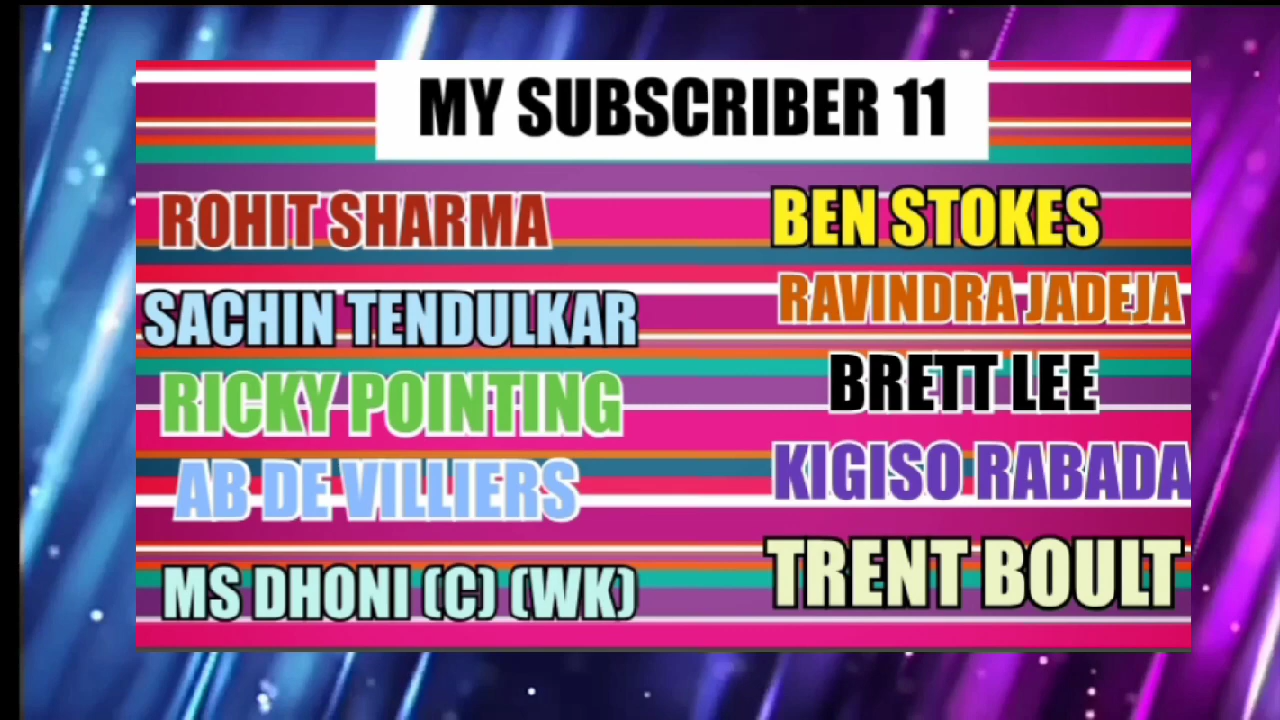 MY SUBSCRIBER 11
ROHIT SHARMA
SACHIN TENDULKAR
RICKY POINTING
AB DE VILLIERS
MS DHONI (C) (WK)
BEN STOKES
RAVINDRA JADEJA
BRETT LEE
KIGISO RABADA
TRENT BOULT